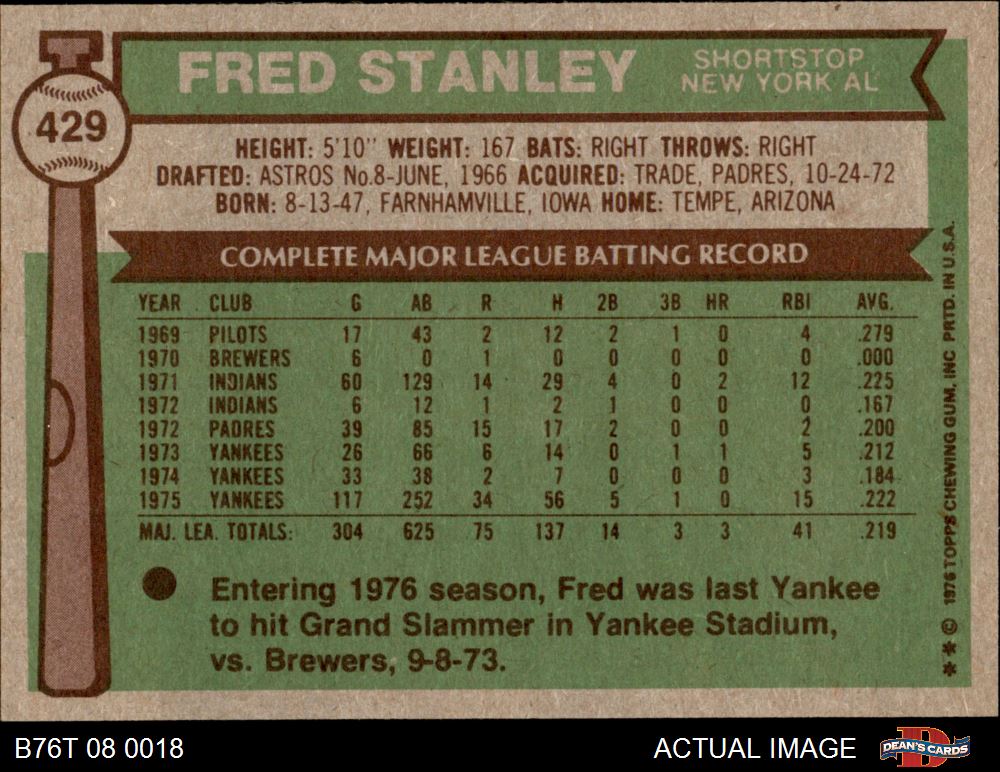 FRED STANLEY
SHORTSTOP
NEW YORK AL
429
HEIGHT: 5'10" WEIGHT: 167 BATS: RIGHT THROWS: RIGHT
DRAFTED: ASTROS No.8-JUNE, 1966 ACQUIRED: TRADE, PADRES, 10-24-72
BORN: 8-13-47, FARNHAMVILLE, IOWA HOME: TEMPE, ARIZONA
COMPLETE MAJOR LEAGUE BATTING RECORD
YEAR CLUB G AB R H 2B 3B HR RBI AVG.
1969 PILOTS 17 43 2 12 2 1 0 4 .279
1970 BREWERS 6 0 1 0 0 0 0 0 .000
1971 INDIANS 60 129 14 29 4 0 2 12 .225
1972 INDIANS 6 12 1 2 1 0 0 0 .167
1972 PADRES 39 85 15 17 2 0 0 2 .200
1973 YANKEES 26 66 6 14 0 1 1 5 .212
1974 YANKEES 33 38 2 7 0 0 0 3 .184
1975 YANKEES 117 252 34 56 5 1 0 15 .222
MAJ. LEA. TOTALS: 304 625 75 137 14 3 3 41 .219
Entering 1976 season, Fred was last Yankee
to hit Grand Slammer in Yankee Stadium,
vs. Brewers, 9-8-73.
** © 1976 TOPPS CHEWING GUM, INC PRTD. IN U.S.A.
B76T 08 0018
ACTUAL IMAGE
D
DEAN'S CARDS